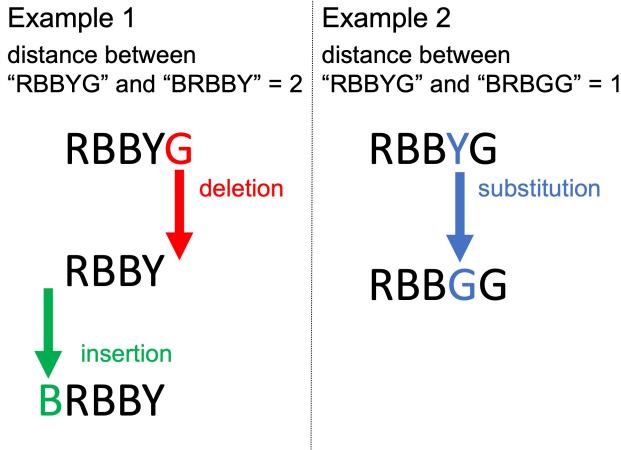 Example 1
distance between
“RBBYG” and “BRBBY” = 2
RBBYG
deletion
RBBY
insertion
BRBBY
Example 2
distance between
“RBBYG” and “BRBGG” = 1
RBBYG
substitution
RBBGG